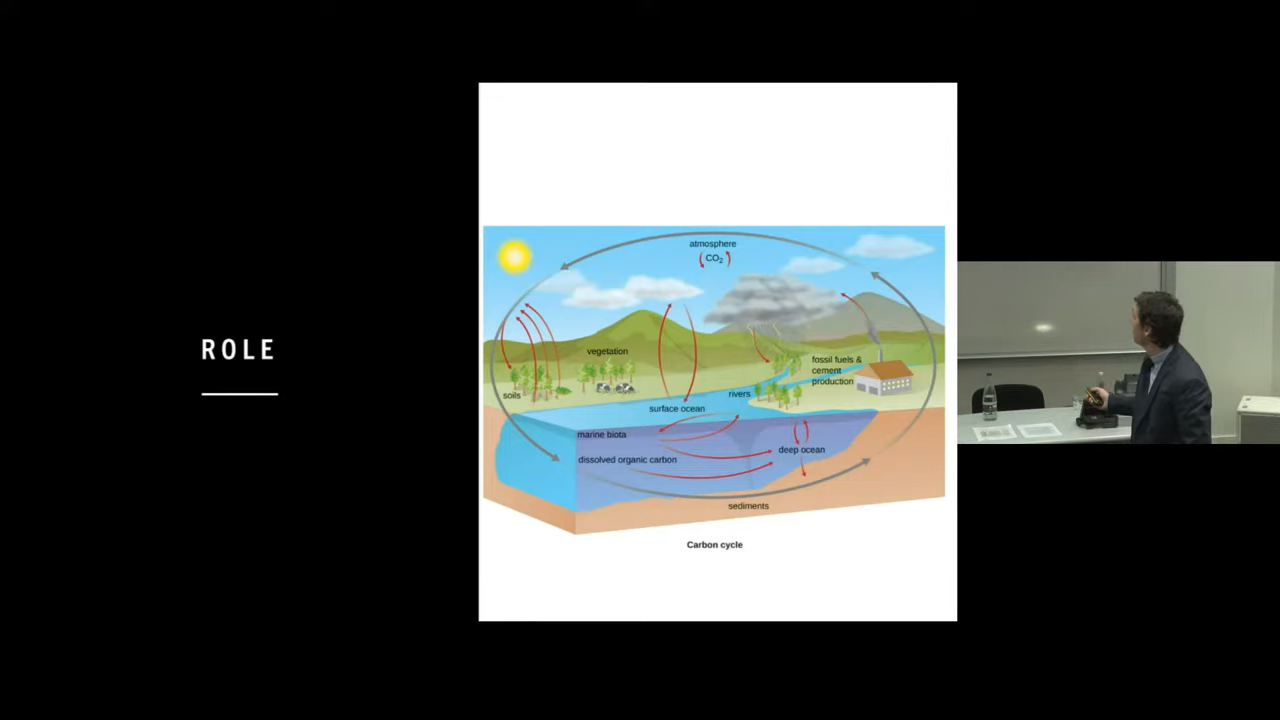 ROLE
atmosphere
CO₂
vegetation
soils
fossil fuels &
cement
production
rivers
surface ocean
marine biota
deep ocean
dissolved organic carbon
sediments
Carbon cycle